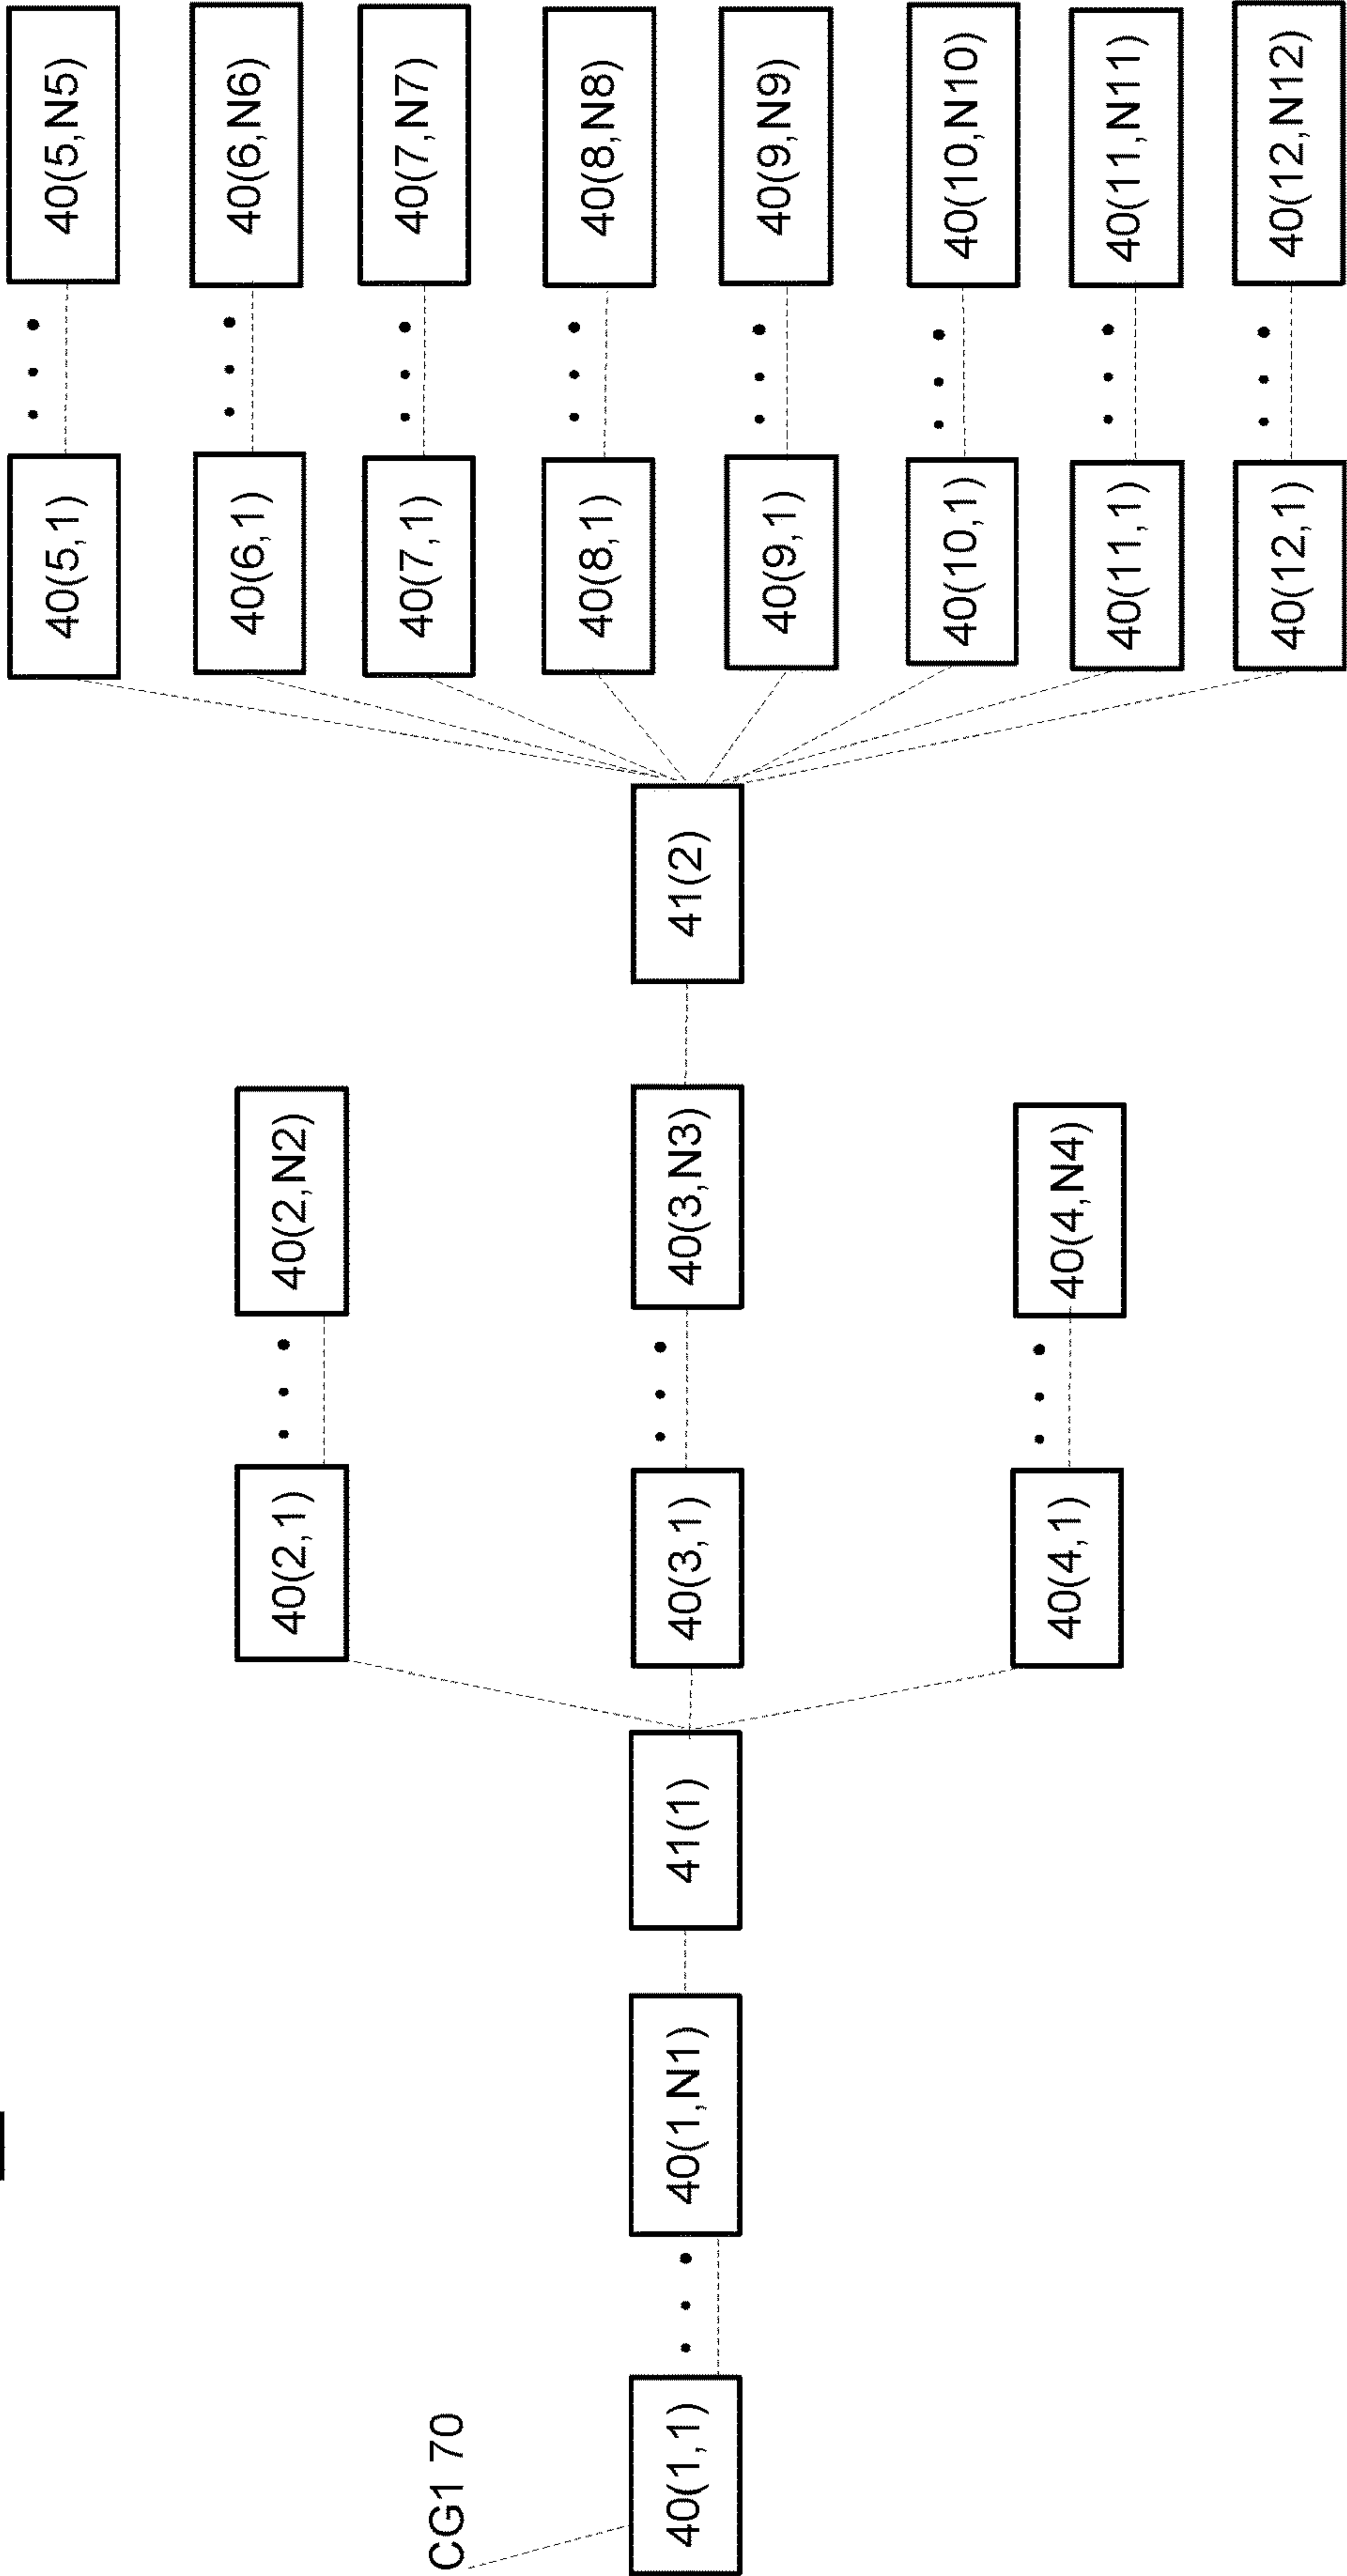 CG1 70
40(1,1)
40(1,N1)
41(1)
40(2,1)
40(2,N2)
40(3,1)
40(3,N3)
40(4,1)
40(4,N4)
41(2)
40(5,1)
40(5,N5)
40(6,1)
40(6,N6)
40(7,1)
40(7,N7)
40(8,1)
40(8,N8)
40(9,1)
40(9,N9)
40(10,1)
40(10,N10)
40(11,1)
40(11,N11)
40(12,1)
40(12,N12)